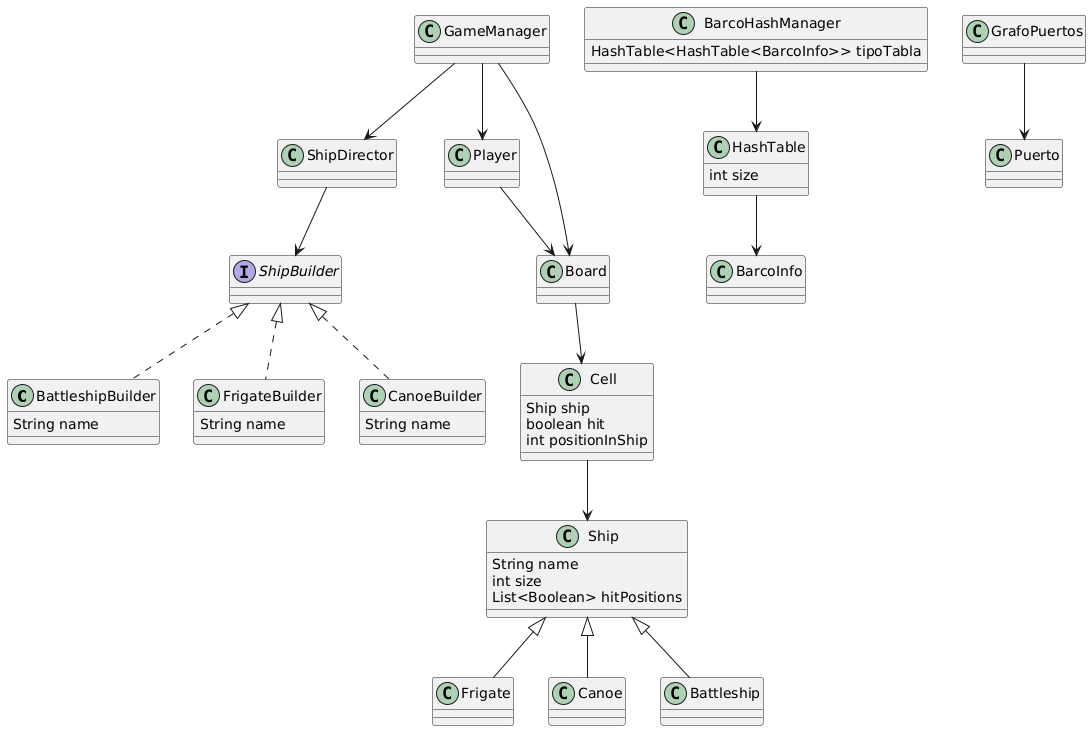 C GameManager
C BarcoHashManager
HashTable<HashTable<BarcoInfo>> tipoTabla
C GrafoPuertos
C ShipDirector
C Player
C HashTable
int size
C Puerto
I ShipBuilder
C Board
C BarcoInfo
C BattleshipBuilder
String name
C FrigateBuilder
String name
C CanoeBuilder
String name
C Cell
Ship ship
boolean hit
int positionInShip
C Ship
String name
int size
List<Boolean> hitPositions
C Frigate
C Canoe
C Battleship